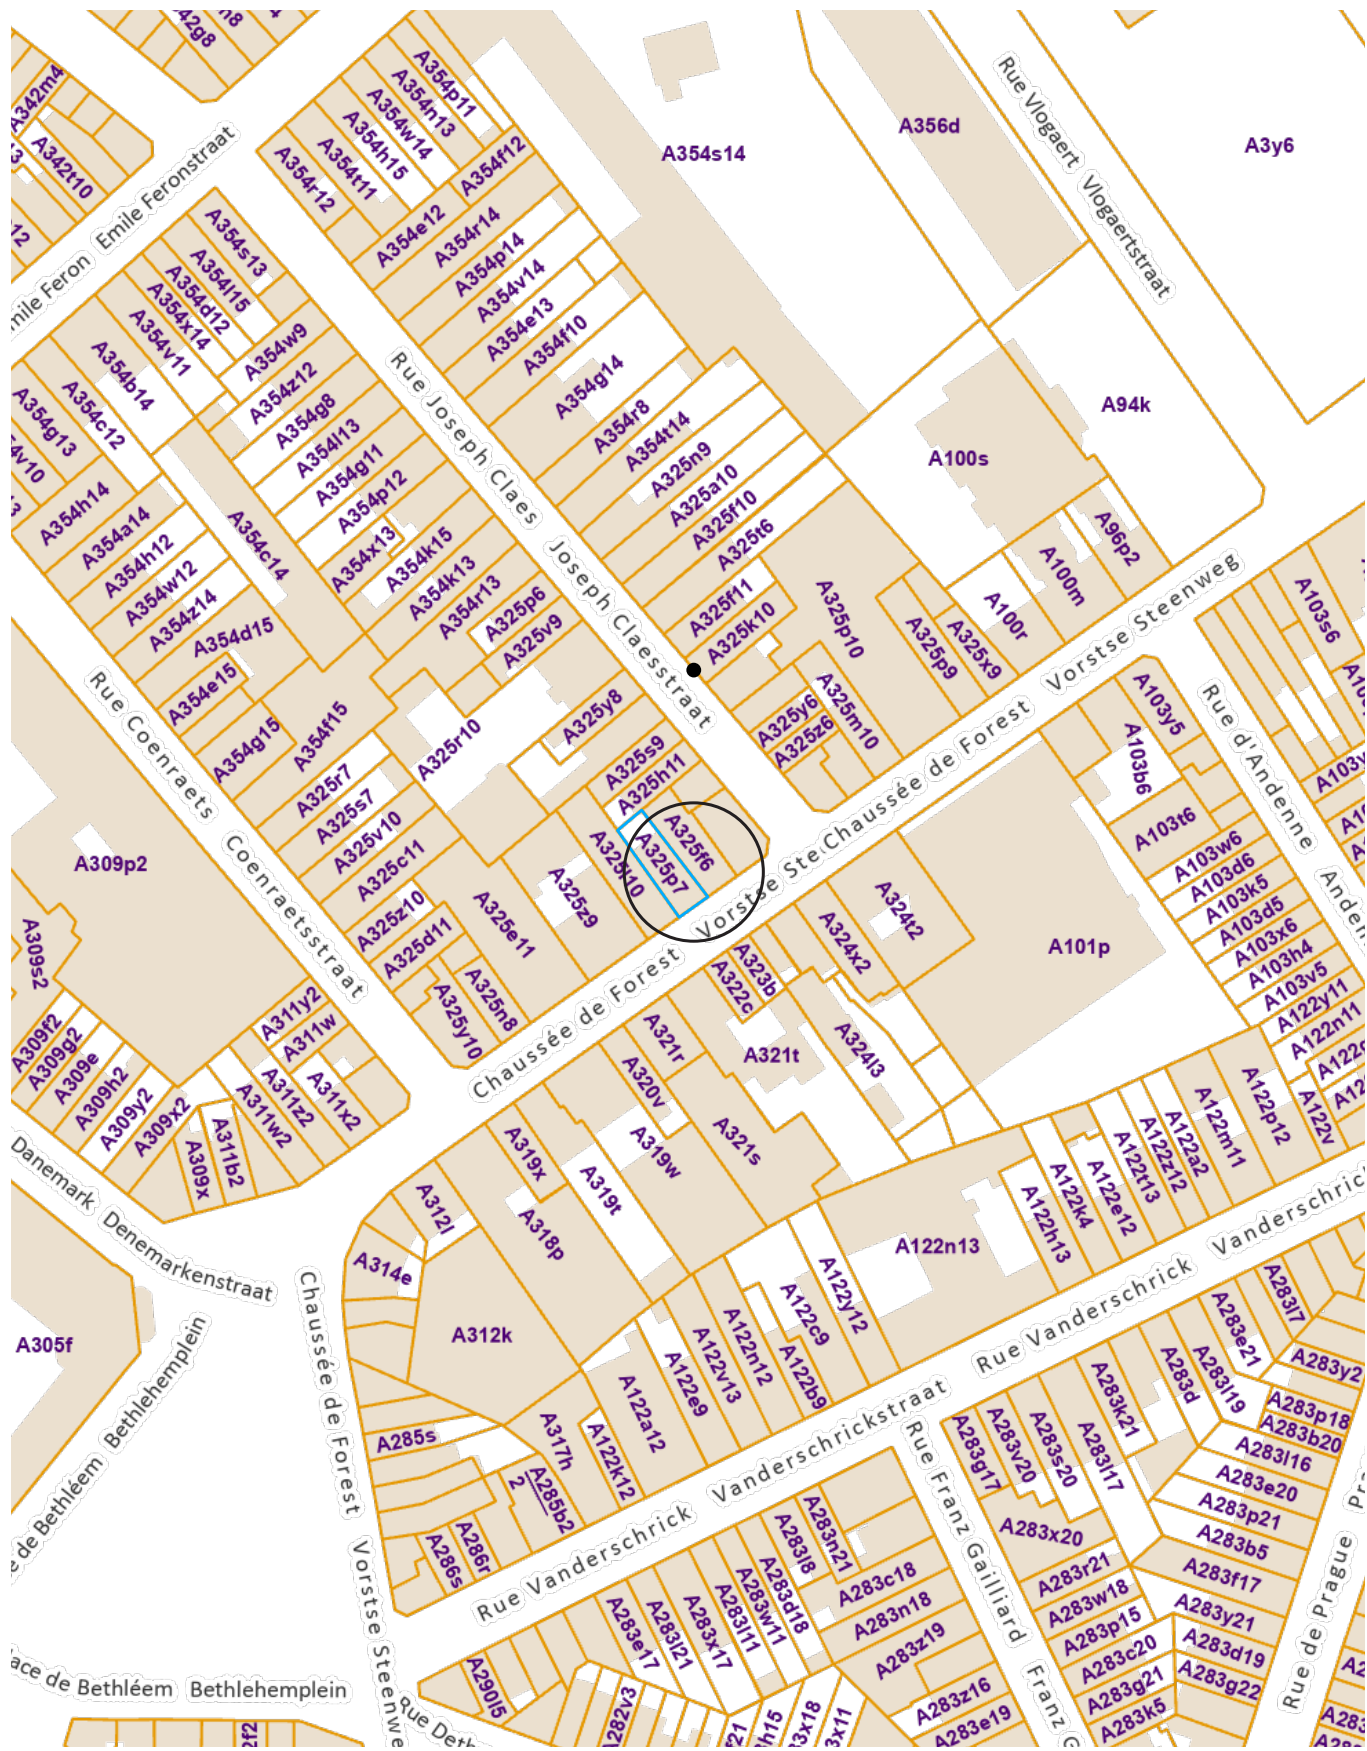 A354p11
A354n13
A354w14
A354h15
A354t11
A354r12
A354f12
A354e12
A354r14
A354p14
A354v14
A354e13
A354f10
A354g14
A354r8
A354t14
A325n9
A325a10
A325f10
A325t6
A325f11
A325k10
A325p10
A325y6
A325z6
A325m10
A325p9
A325x9
A354s14
A356d
A3y6
A94k
A100s
A100r
A100m
A96p2
Rue Vlogaert Vlogaertstraat
A342m4
A342t10
Emile Feronstraat
A354s13
A354l15
A354d12
A354x14
A354v11
A354b14
A354c12
A354g13
A354w9
A354z12
A354g8
A354l13
A354g11
A354p12
A354x13
A354k15
A354k13
A354r13
A325p6
A325v9
A354h14
A354a14
A354h12
A354w12
A354z14
A354d15
A354e15
A354g15
A354f15
A354c14
Rue Joseph Claes Joseph Claesstraat
A325r10
A325y8
A325s9
A325h11
A325f6
A325p7
A325l10
A325z9
A325r7
A325s7
A325v10
A325c11
A325z10
A325d11
A325e11
A325n8
A325y10
Rue Coenraets Coenraetsstraat
A309p2
A309s2
A309f2
A309g2
A309e
A309h2
A309y2
A309x2
A309x
A311b2
A311w2
A311z2
A311x2
A311w
A311y2
Chaussée de Forest Vorstse Ste
Chaussée de Forest Vorstse Steenweg
A103s6
A103y5
A103b6
A103t6
A103w6
A103d6
A103k5
A103d5
A103x6
A103h4
A103v5
A122y11
A122n11
Rue d'Andenne
A101p
A324t2
A324x2
A323b
A322c
A321t
A324l3
A321r
A320v
A321s
A319w
A319x
A319t
A318p
A312l
A314e
A312k
A285s
A317h
A122k12
A285b2
2
A286r
A286s
A122a12
A122e9
A122v13
A122n12
A122b9
A122c9
A122y12
A122n13
A122h13
A122k4
A122e12
A122t13
A122z12
A122a2
A122m11
A122p12
A122v
Denemarkenstraat
A305f
Bethlehemplein
Chaussée de Forest
Rue Vanderschrick Vanderschrickstraat
Rue Vanderschrick
A283l7
A283e21
A283l19
A283d
A283k21
A283l17
A283s20
A283v20
A283g17
A283x20
A283p18
A283b20
A283l16
A283e20
A283p21
A283b5
A283f17
A283y21
A283d19
A283g22
A283r21
A283w18
A283p15
A283c20
A283g21
A283k5
A283n21
A283l8
A283d18
A283w11
A283l11
A283x17
A283l21
A283e17
A283c18
A283n18
A283z19
A283z16
A283e19
A290l5
A282v3
Rue Franz Gailliard
Rue de Prague
Bethlehemplein